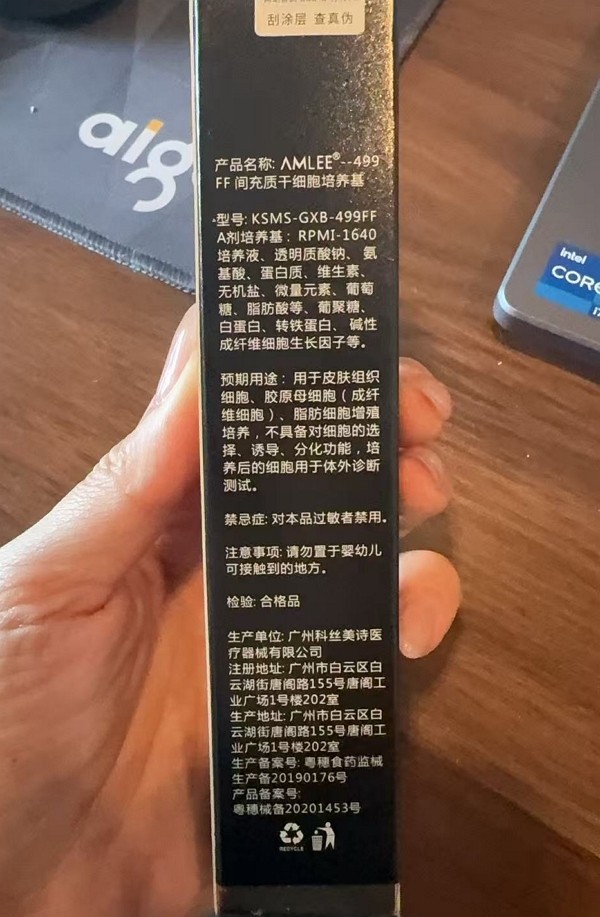 刮涂层 查真伪
aigo
intel
CORE
产品名称: AMLEE®--499
FF 间充质干细胞培养基
型号: KSMS-GXB-499FF
A剂培养基: RPMI-1640
培养液、透明质酸钠、氨
基酸、蛋白质、维生素、
无机盐、微量元素、葡萄
糖、脂肪酸等、葡聚糖、
白蛋白、转铁蛋白、碱性
成纤维细胞生长因子等。
预期用途: 用于皮肤组织
细胞、胶原母细胞（成纤
维细胞）、脂肪细胞增殖
培养，不具备对细胞的选
择、诱导、分化功能，培
养后的细胞用于体外诊断
测试。
禁忌症: 对本品过敏者禁用。
注意事项: 请勿置于婴幼儿
可接触到的地方。
检验: 合格品
生产单位: 广州科丝美诗医
疗器械有限公司
注册地址: 广州市白云区白
云湖街唐阁路155号唐阁工
业广场1号楼202室
生产地址: 广州市白云区白
云湖街唐阁路155号唐阁工
业广场1号楼202室
生产备案号: 粤穗食药监械
生产备20190176号
产品备案号:
粤穗械备20201453号
RECYCLE